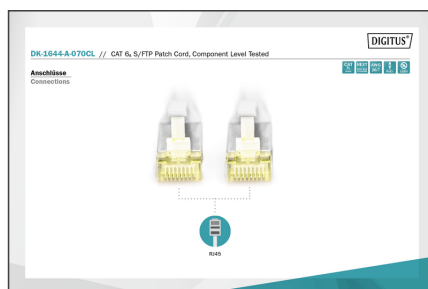 DIGITUS®
DK-1644-A-070CL // CAT 6A S/FTP Patch Cord, Component Level Tested
Anschlüsse
Connections
RJ45